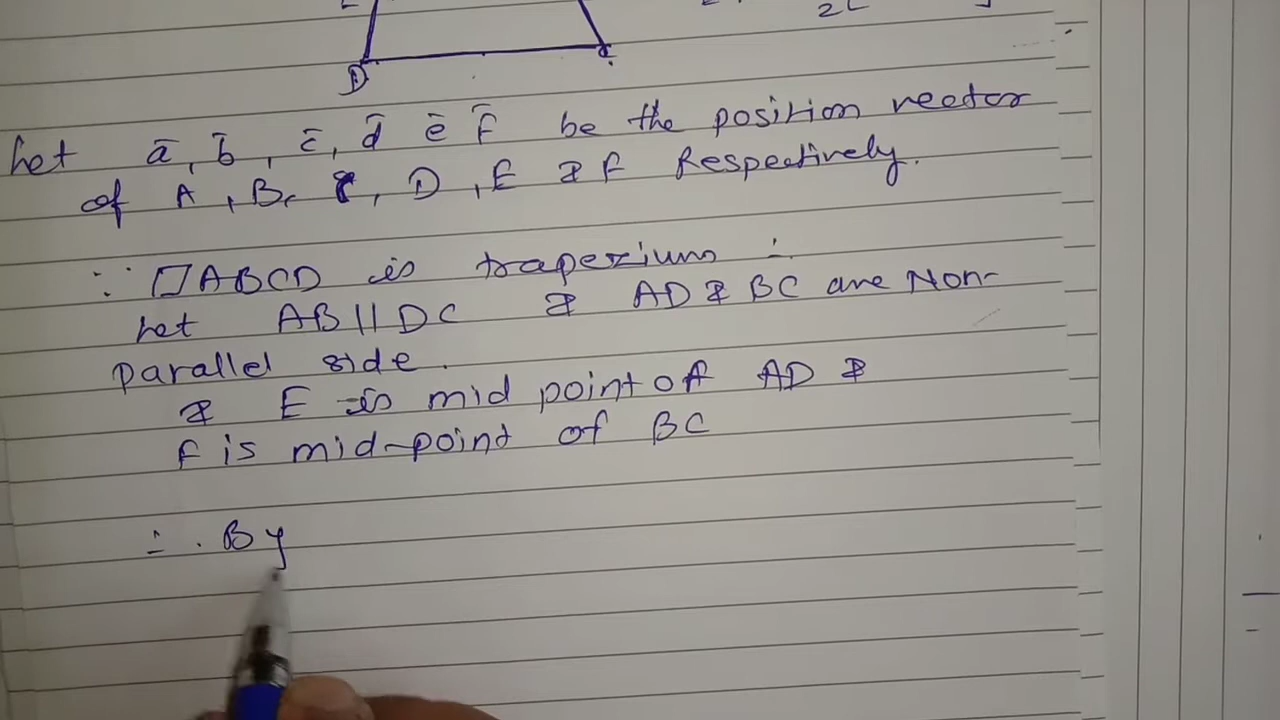 D
Let a̅, b̅, c̅, d̅ e̅ f̅ be the position vector
of A, B, C, D, E & F Respectively.
∵ □ABCD is trapezium ∴
Let AB || DC & AD & BC are Non-
parallel side.
& E is mid point of AD &
F is mid-point of BC
∴ By